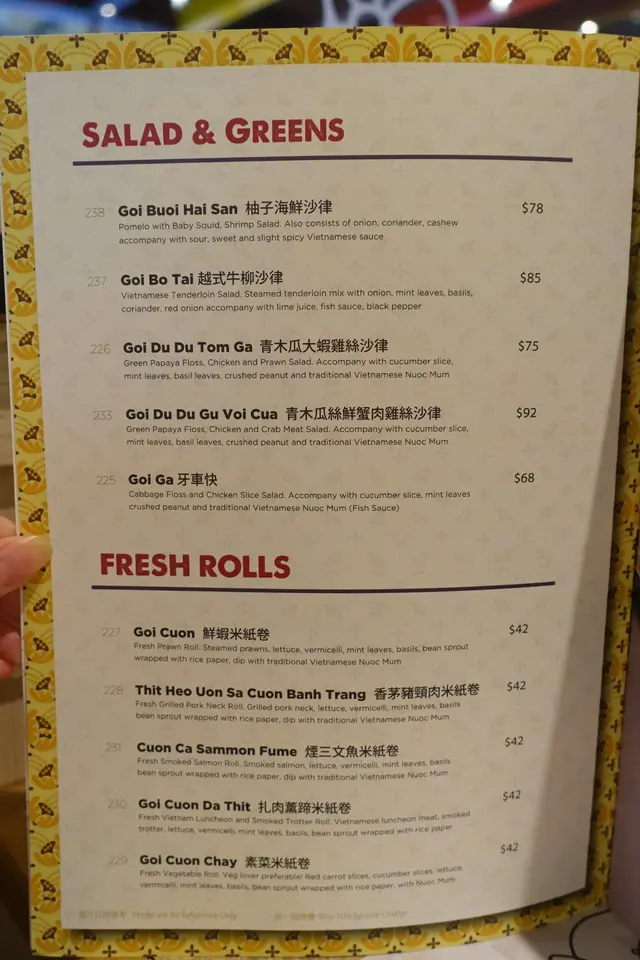 SALAD & GREENS
238 Goi Buoi Hai San 柚子海鮮沙律 $78
Pomelo with Baby Squid, Shrimp Salad. Also consists of onion, coriander, cashew
accompany with sour, sweet and slight spicy Vietnamese sauce
237 Goi Bo Tai 越式牛柳沙律 $85
Vietnamese Tenderloin Salad. Steamed tenderloin mix with onion, mint leaves, basils,
coriander, red onion accompany with lime juice, fish sauce, black pepper
226 Goi Du Du Tom Ga 青木瓜大蝦雞絲沙律 $75
Green Papaya Floss, Chicken and Prawn Salad. Accompany with cucumber slice,
mint leaves, basil leaves, crushed peanut and traditional Vietnamese Nuoc Mum
233 Goi Du Du Gu Voi Cua 青木瓜絲鮮蟹肉雞絲沙律 $92
Green Papaya Floss, Chicken and Crab Meat Salad. Accompany with cucumber slice,
mint leaves, basil leaves, crushed peanut and traditional Vietnamese Nuoc Mum
225 Goi Ga 牙車快 $68
Cabbage Floss and Chicken Slice Salad. Accompany with cucumber slice, mint leaves
crushed peanut and traditional Vietnamese Nuoc Mum (Fish Sauce)
FRESH ROLLS
227 Goi Cuon 鮮蝦米紙卷 $42
Fresh Prawn Roll. Steamed prawns, lettuce, vermicelli, mint leaves, basils, bean sprout
wrapped with rice paper, dip with traditional Vietnamese Nuoc Mum
228 Thit Heo Uon Sa Cuon Banh Trang 香茅豬頸肉米紙卷 $42
Fresh Grilled Pork Neck Roll. Grilled pork neck, lettuce, vermicelli, mint leaves, basils
bean sprout wrapped with rice paper, dip with traditional Vietnamese Nuoc Mum
231 Cuon Ca Sammon Fume 煙三文魚米紙卷 $42
Fresh Smoked Salmon Roll. Smoked salmon, lettuce, vermicelli, mint leaves, basils
bean sprout wrapped with rice paper, dip with traditional Vietnamese Nuoc Mum
230 Goi Cuon Da Thit 扎肉薰蹄米紙卷 $42
Fresh Vietnam Luncheon and Smoked Trotter Roll. Vietnamese luncheon meat, smoked
trotter, lettuce, vermicelli, mint leaves, basils, bean sprout wrapped with rice paper
229 Goi Cuon Chay 素菜米紙卷 $42
Fresh Vegetable Roll. Veg lover preferable! Red carrot slices, cucumber slices, lettuce,
vermicelli, mint leaves, basils, bean sprout wrapped with rice paper, with Nuoc Mum
Pictures are for Reference Only Plus 10% Service Charge